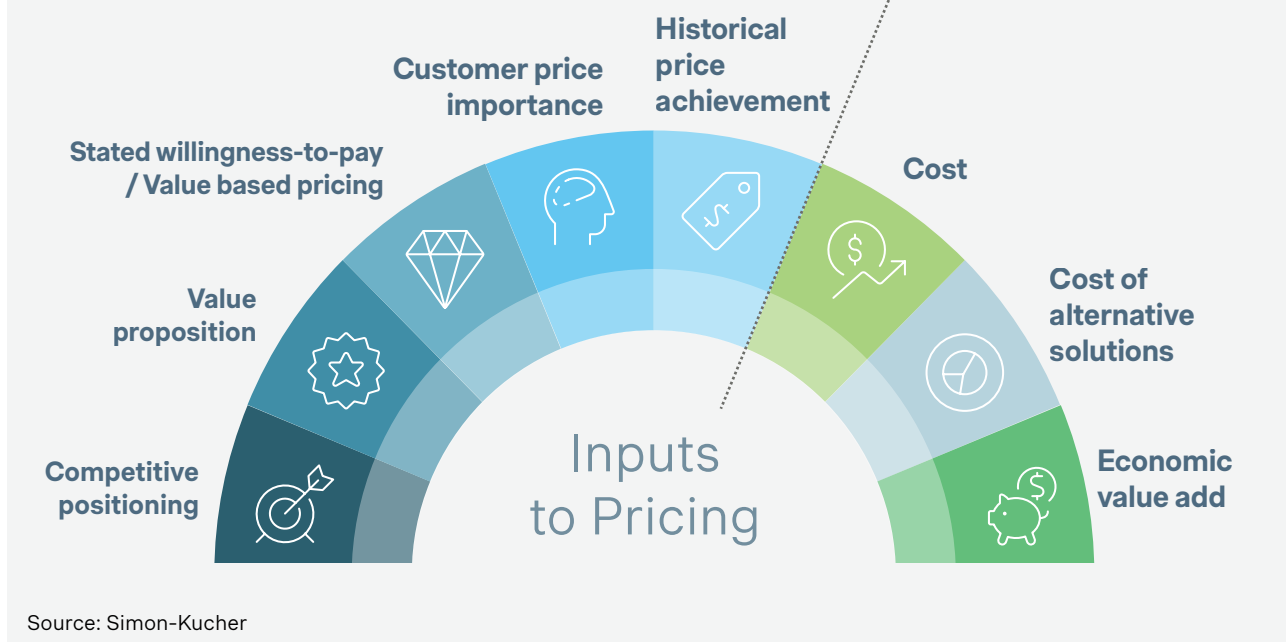 Historical
price
achievement
Customer price
importance
Stated willingness-to-pay
/ Value based pricing
Cost
Value
proposition
Cost of
alternative
solutions
Competitive
positioning
Economic
value add
$
$
$
Inputs
to Pricing
Source: Simon-Kucher